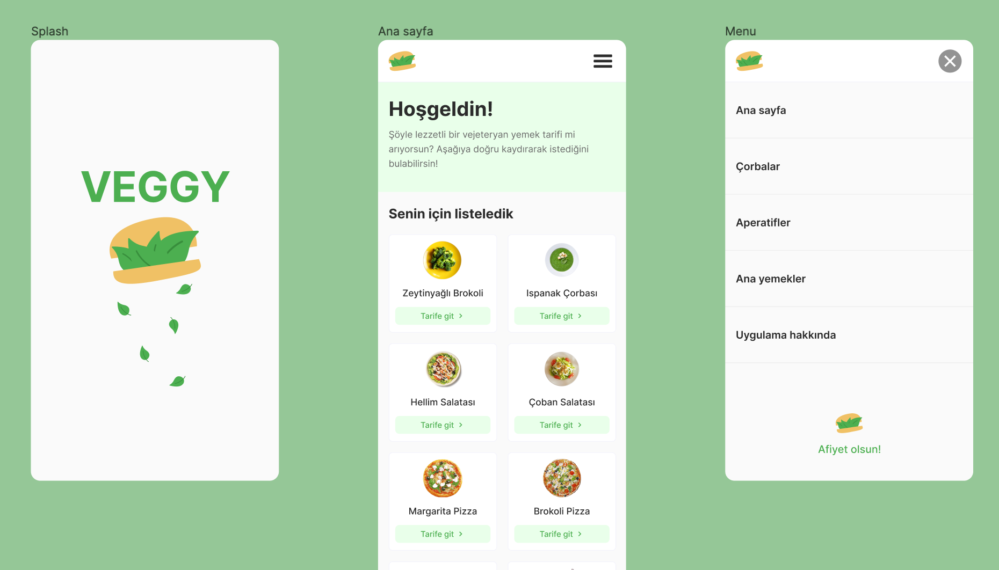 Splash
VEGGY
Ana sayfa
Hoşgeldin!
Şöyle lezzetli bir vejeteryan yemek tarifi mi
arıyorsun? Aşağıya doğru kaydırarak istediğini
bulabilirsin!
Senin için listeledik
Zeytinyağlı Brokoli
Tarife git
Ispanak Çorbası
Tarife git
Hellim Salatası
Tarife git
Çoban Salatası
Tarife git
Margarita Pizza
Tarife git
Brokoli Pizza
Tarife git
Menu
Ana sayfa
Çorbalar
Aperatifler
Ana yemekler
Uygulama hakkında
Afiyet olsun!